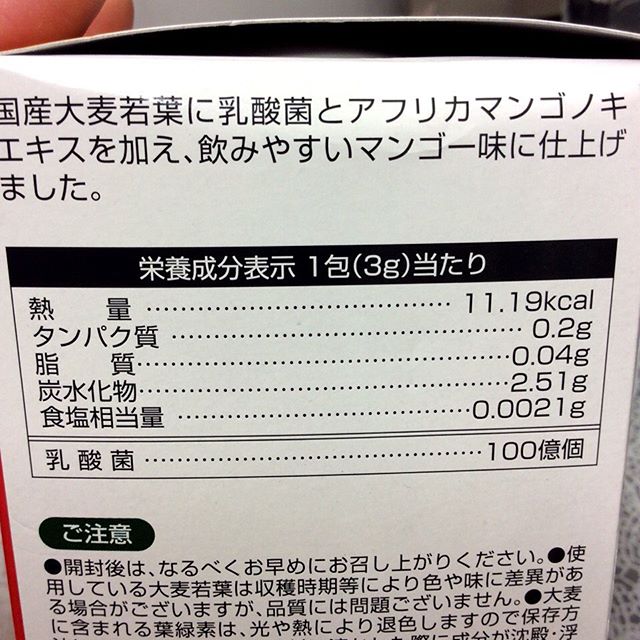 国産大麦若葉に乳酸菌とアフリカマンゴノキ
エキスを加え、飲みやすいマンゴー味に仕上げ
ました。
栄養成分表示 1包(3g)当たり
熱 量 ………………………… 11.19kcal
タンパク質 ………………………… 0.2g
脂 質………………………… 0.04g
炭水化物………………………… 2.51g
食塩相当量 ………………………… 0.0021g
乳酸菌 ………………………… 100億個
ご注意
●開封後は、なるべくお早めにお召し上がりください。●使
用している大麦若葉は収穫時期等により色や味に差異があ
る場合がございますが、品質には問題ございません。●大麦
に含まれる葉緑素は、光や熱により退色しますので保存方